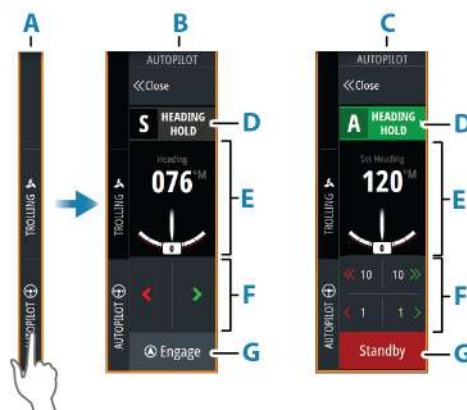 A
B
C
TROLLING
AUTOPILOT
AUTOPILOT
«Close
S HEADING HOLD
D
Heading
076°M
E
0
TROLLING
AUTOPILOT
F
Engage
G
AUTOPILOT
«Close
A HEADING HOLD
D
Set Heading
120°M
E
0
TROLLING
AUTOPILOT
« 10 10 »
< 1 1 >
F
Standby
G